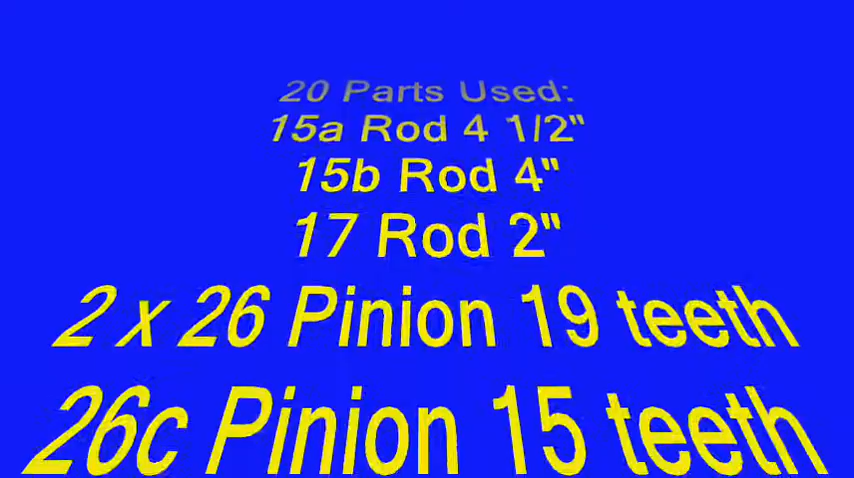 20 Parts Used:
15a Rod 4 1/2"
15b Rod 4"
17 Rod 2"
2 x 26 Pinion 19 teeth
26c Pinion 15 teeth